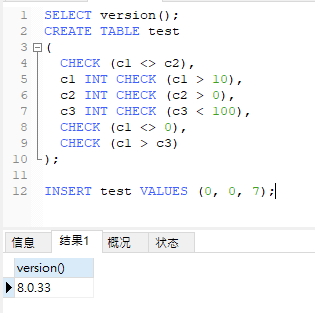 1 SELECT version();
2 CREATE TABLE test
3 (
4 CHECK (c1 <> c2),
5 c1 INT CHECK (c1 > 10),
6 c2 INT CHECK (c2 > 0),
7 c3 INT CHECK (c3 < 100),
8 CHECK (c1 <> 0),
9 CHECK (c1 > c3)
10 );
11
12 INSERT test VALUES (0, 0, 7);
信息 结果1 概况 状态
version()
8.0.33